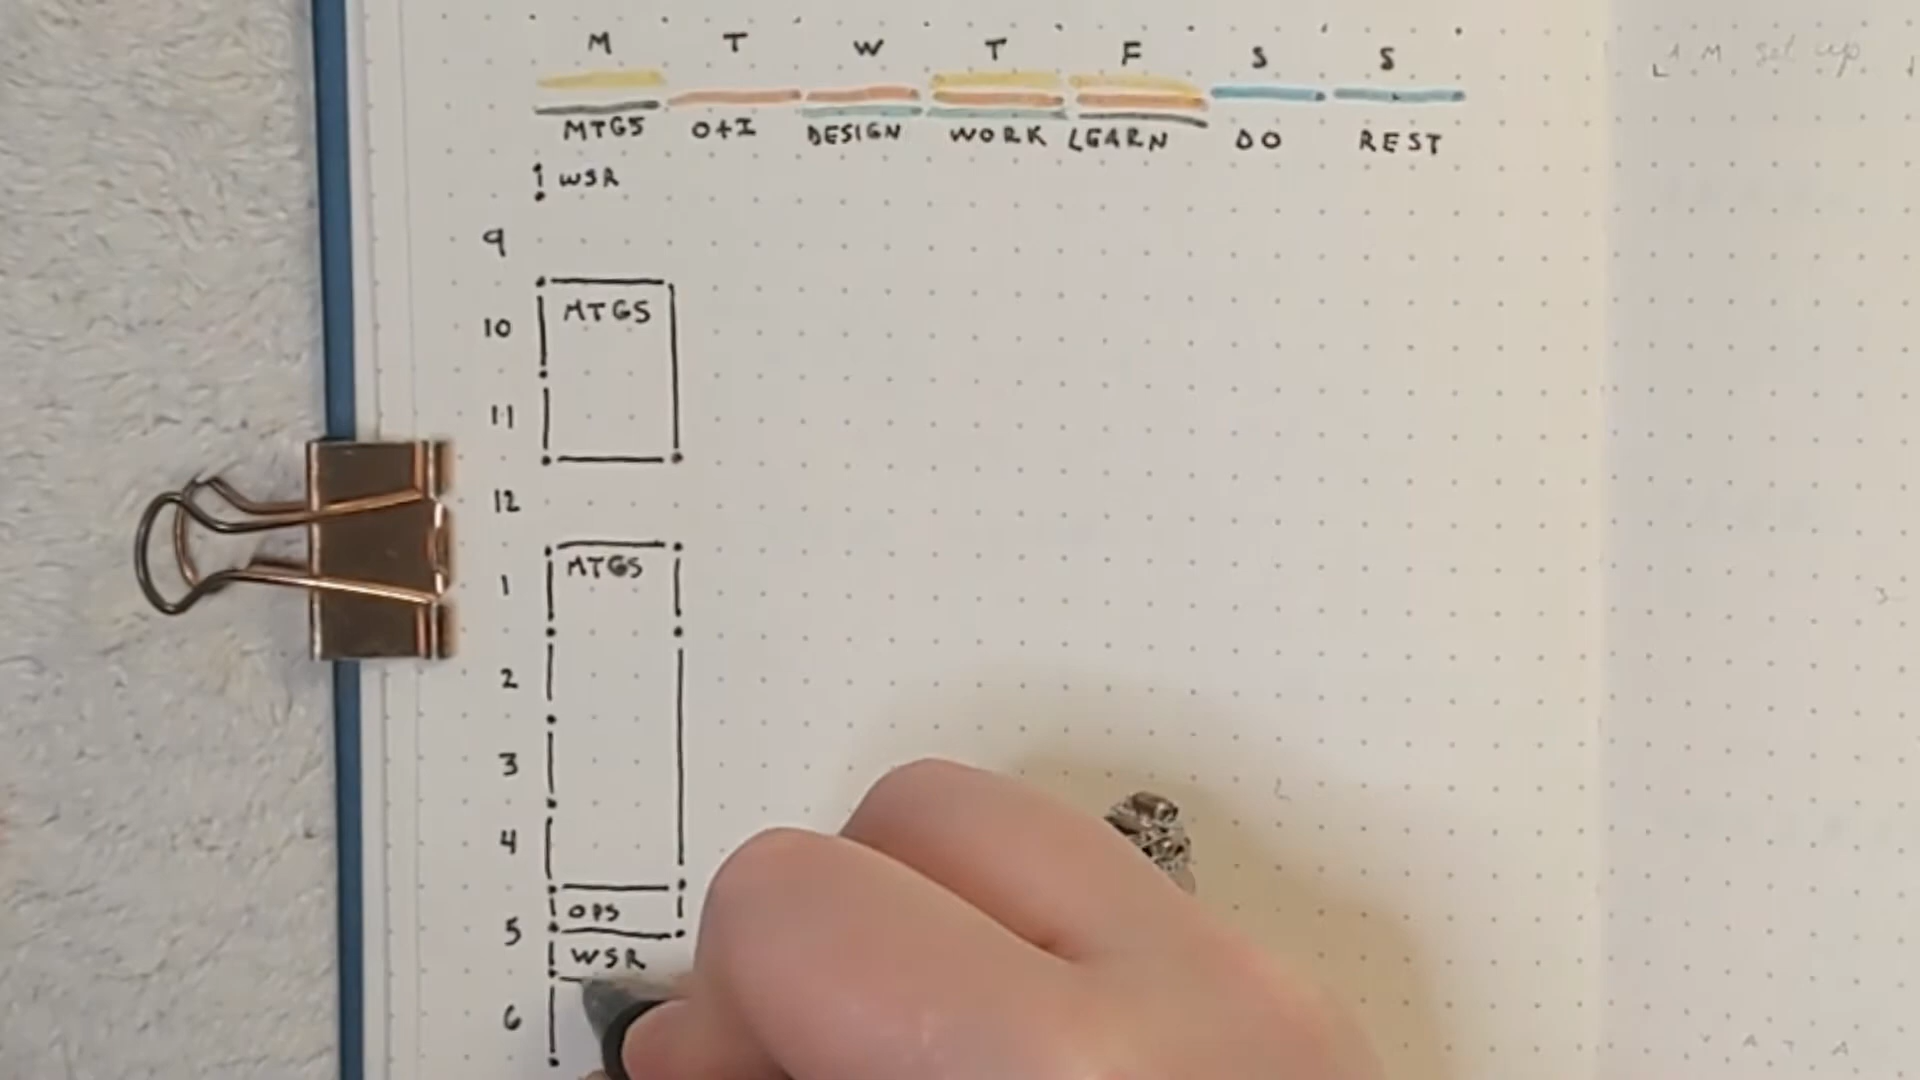 M T W T F S S
MTGS O+I DESIGN WORK LEARN DO REST
! WSR
9
MTGS
10
11
12
MTGS
1
2
3
4
OPS
5
WSR
6